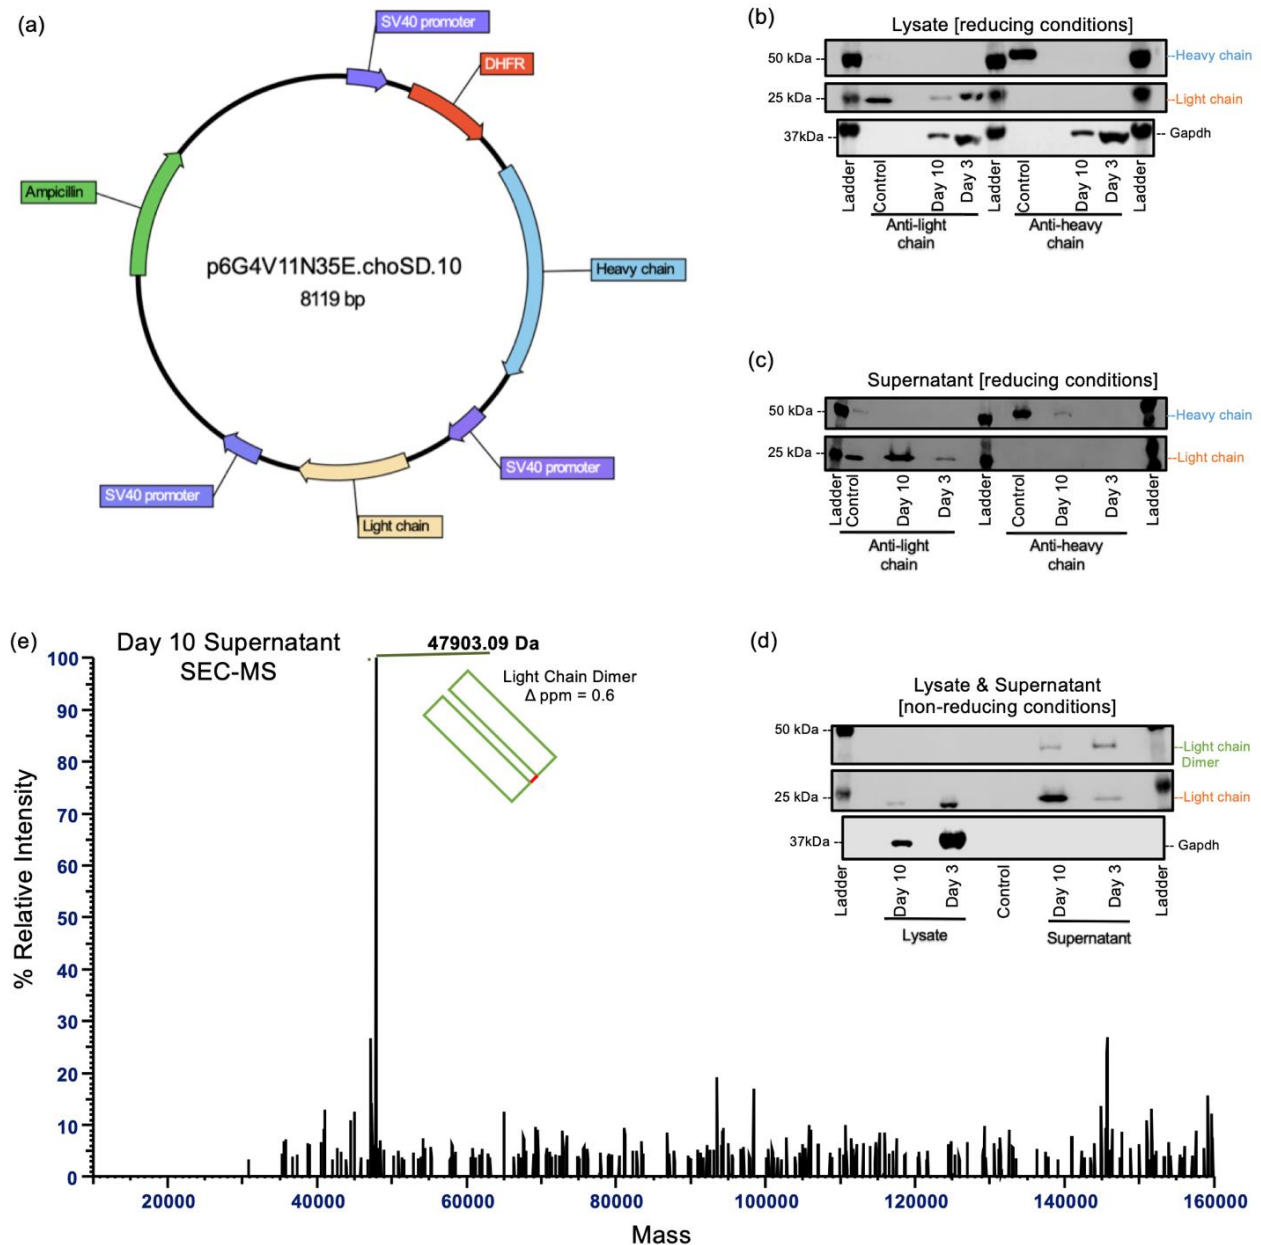 (a)
SV40 promoter
DHFR
Ampicillin
p6G4V11N35E.choSD.10
8119 bp
Heavy chain
SV40 promoter
SV40 promoter
Light chain
(b)
Lysate [reducing conditions]
50 kDa --
--Heavy chain
25 kDa --
--Light chain
37kDa--
-- Gapdh
Ladder
Control
Day 10
Day 3
Ladder
Control
Day 10
Day 3
Ladder
Anti-light
chain
Anti-heavy
chain
(c)
Supernatant [reducing conditions]
50 kDa --
--Heavy chain
25 kDa --
--Light chain
Ladder
Control
Day 10
Day 3
Ladder
Control
Day 10
Day 3
Ladder
Anti-light
chain
Anti-heavy
chain
(e)
Day 10 Supernatant
SEC-MS
47903.09 Da
Light Chain Dimer
Δ ppm = 0.6
% Relative Intensity
100
90
80
70
60
50
40
30
20
10
0
20000
40000
60000
80000
100000
120000
140000
160000
Mass
(d)
Lysate & Supernatant
[non-reducing conditions]
50 kDa --
--Light chain
Dimer
25 kDa --
--Light chain
37kDa--
-- Gapdh
Ladder
Day 10
Day 3
Control
Day 10
Day 3
Ladder
Lysate
Supernatant